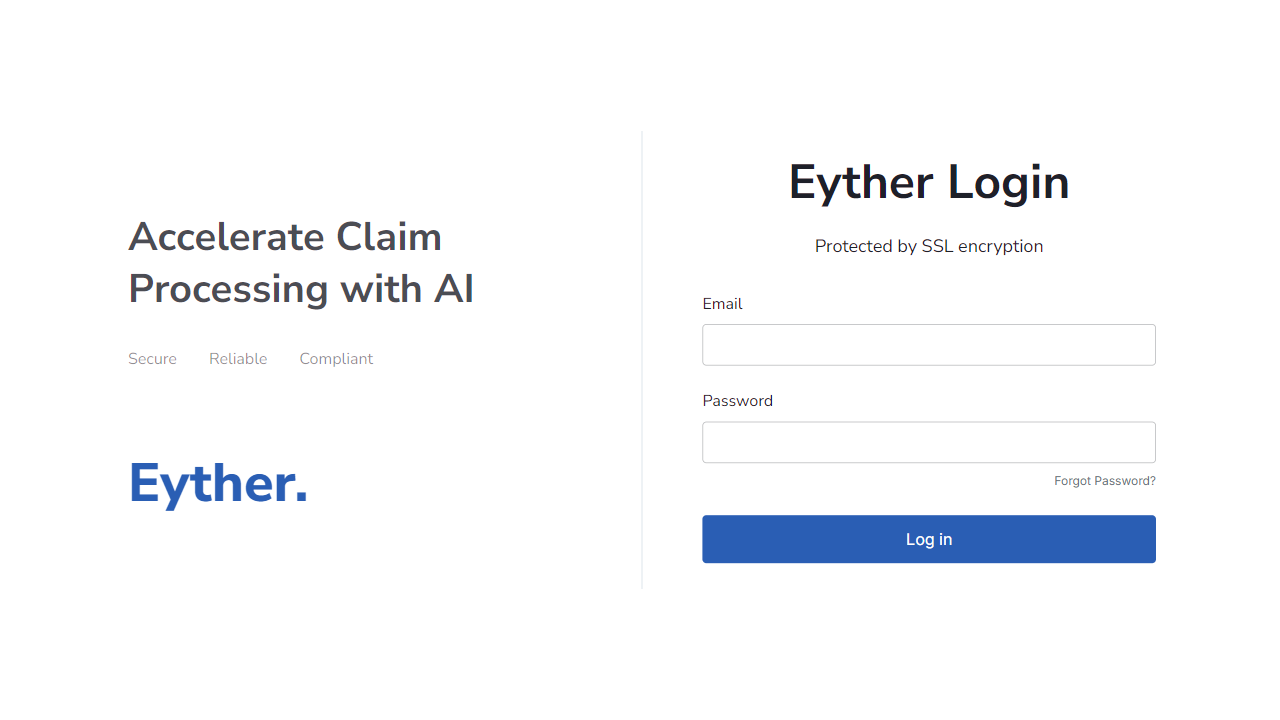 Accelerate Claim
Processing with AI
Secure Reliable Compliant
Eyther.
Eyther Login
Protected by SSL encryption
Email
Password
Forgot Password?
Log in